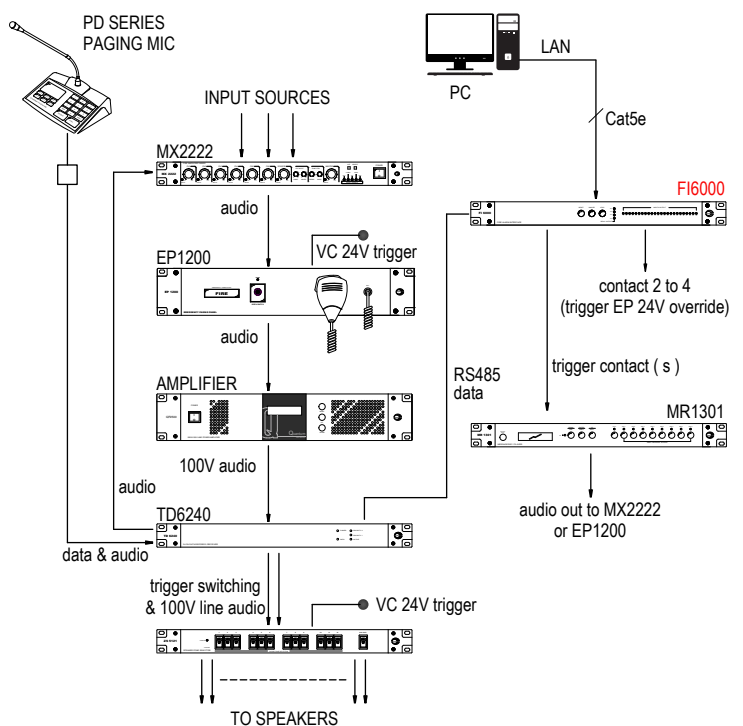 PD SERIES
PAGING MIC
LAN
PC
INPUT SOURCES
Cat5e
MX2222
FI6000
audio
VC 24V trigger
EP1200
FIRE
contact 2 to 4
(trigger EP 24V override)
audio
AMPLIFIER
RS485
data
trigger contact ( s )
MR1301
100V audio
audio
TD6240
audio out to MX2222
or EP1200
data & audio
trigger switching
& 100V line audio
VC 24V trigger
TO SPEAKERS